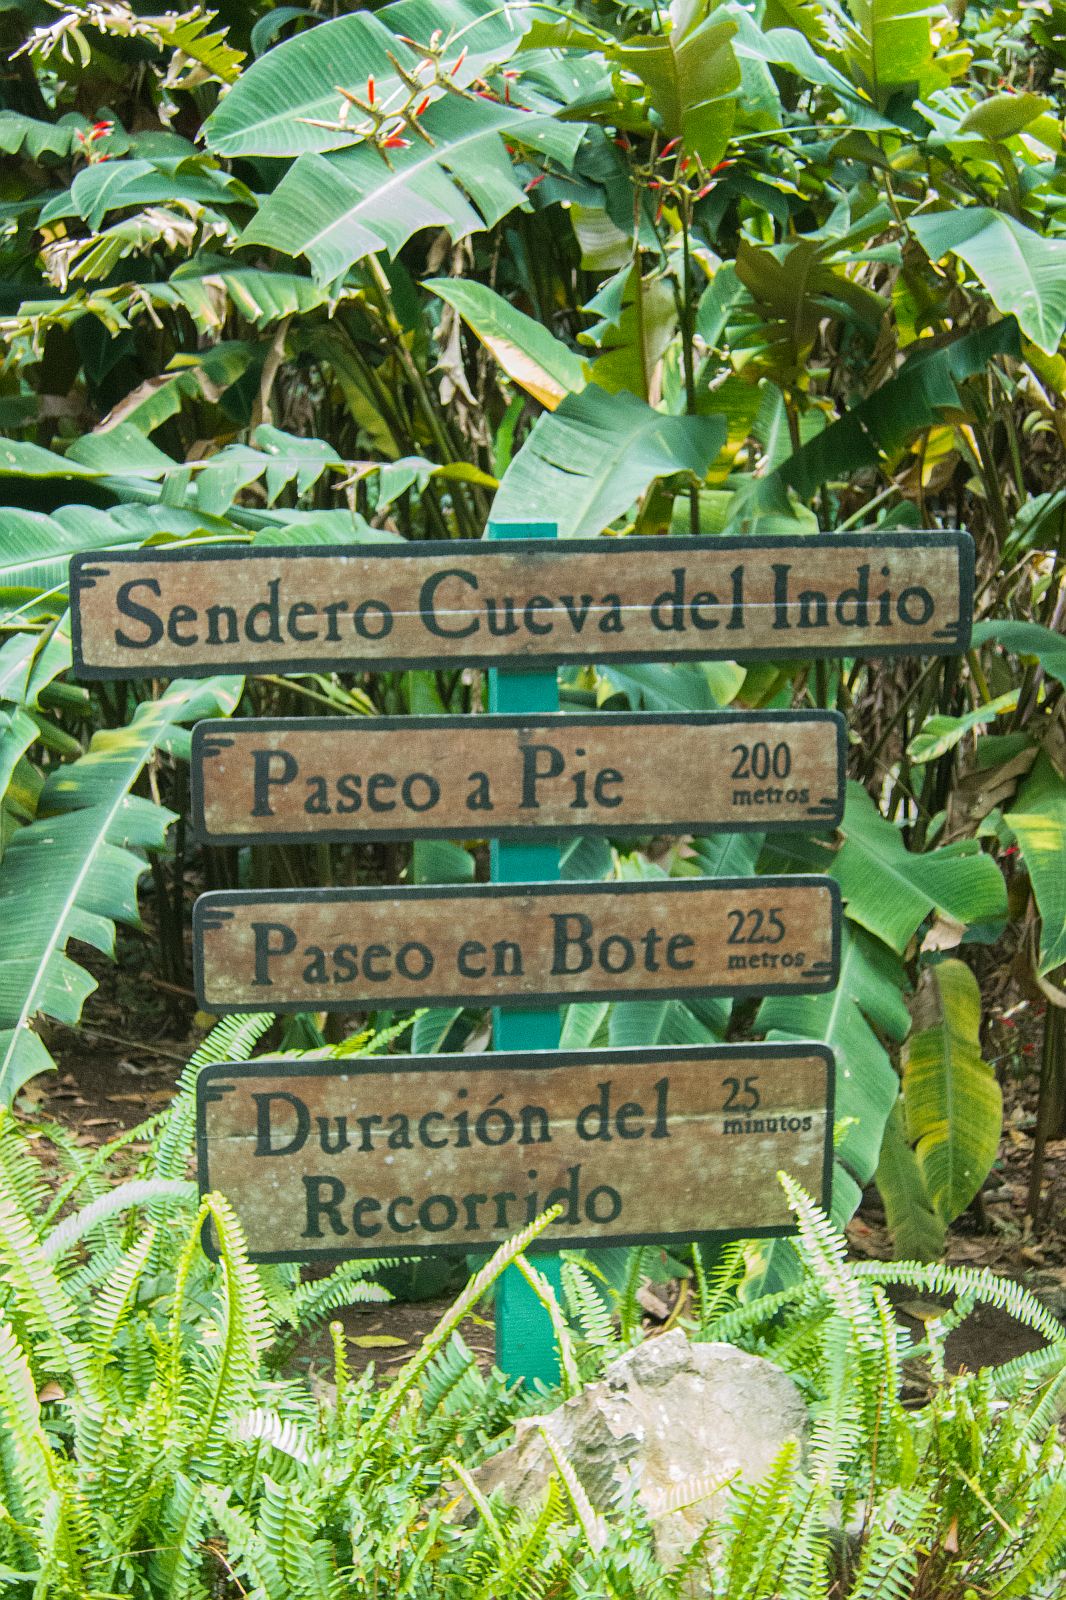 Sendero Cueva del Indio
Paseo a Pie
200
metros
Paseo en Bote
225
metros
Duración del
Recorrido
25
minutos